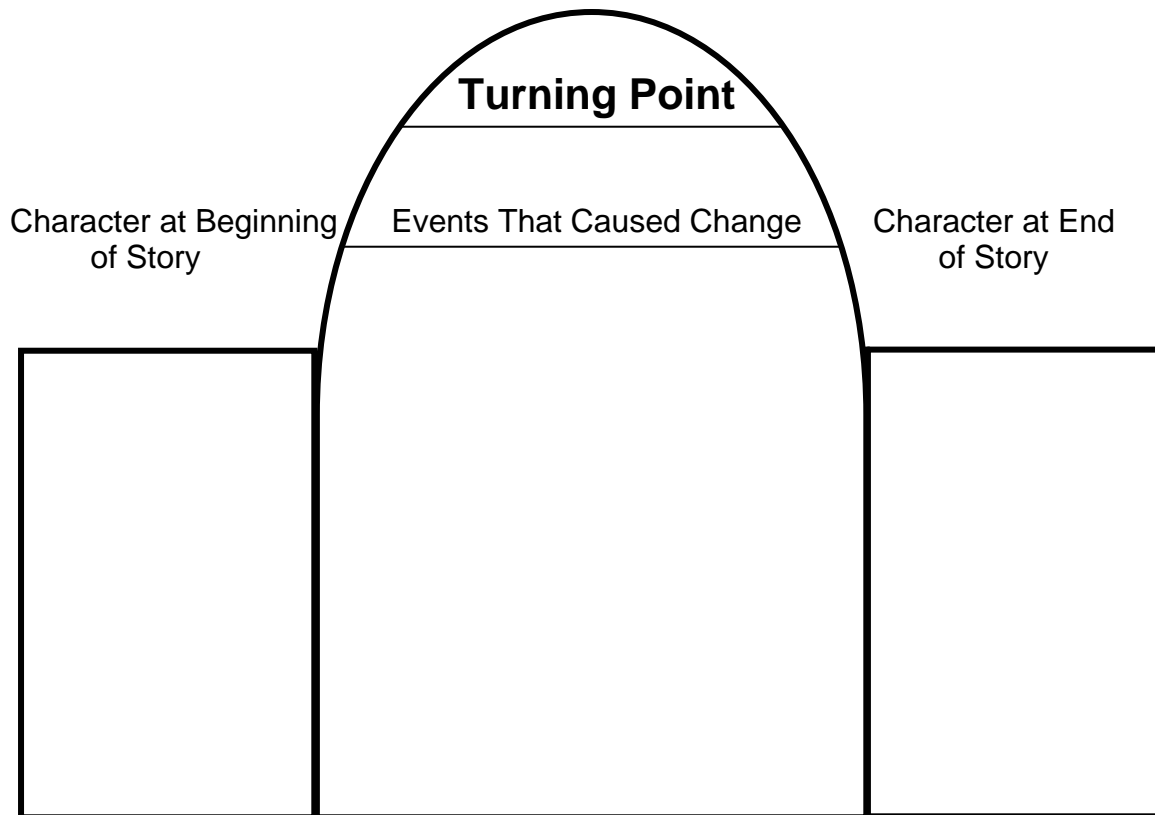 Turning Point
Character at Beginning
of Story
Events That Caused Change
Character at End
of Story